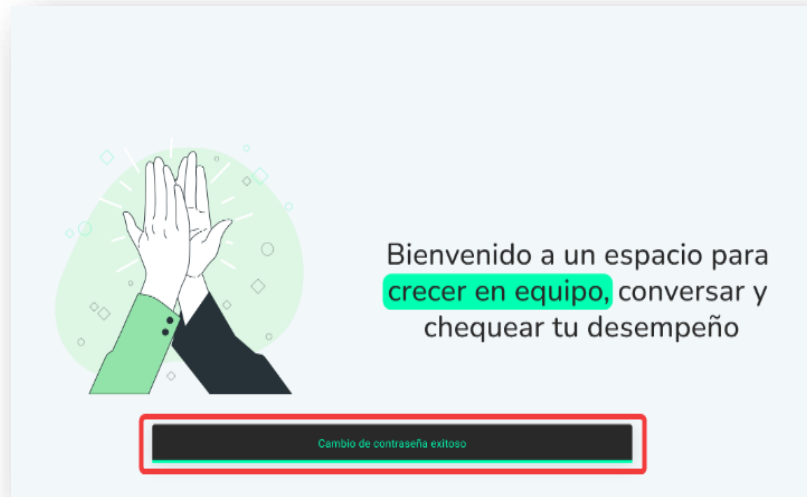 Bienvenido a un espacio para
crecer en equipo, conversar y
chequear tu desempeño
Cambio de contraseña exitoso